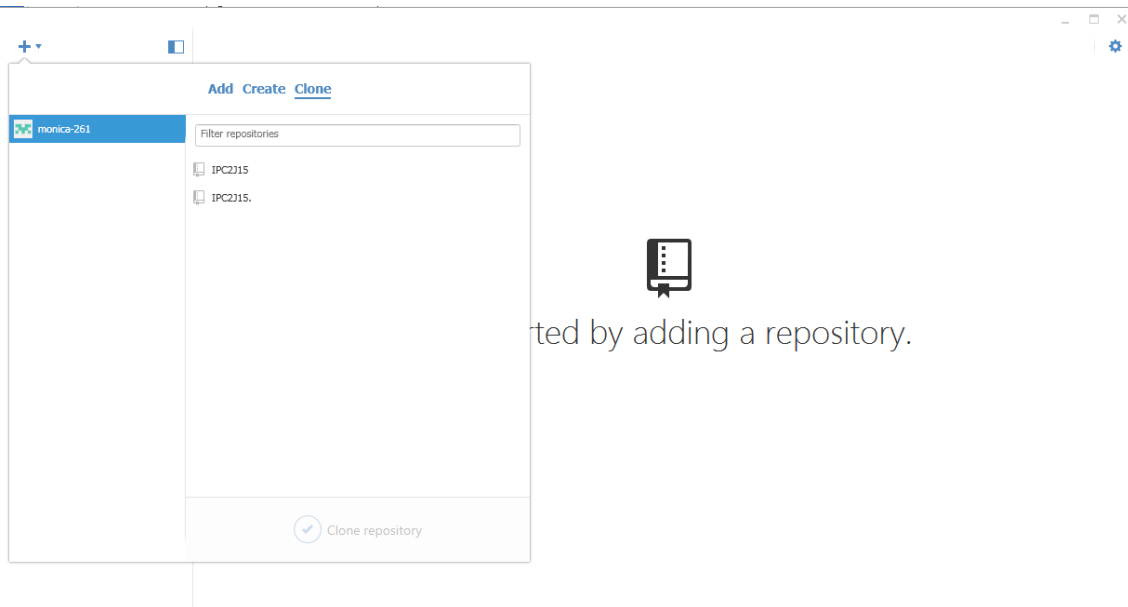 Add Create Clone
monica-261
Filter repositories
IPC2J15
IPC2J15.
rted by adding a repository.
Clone repository